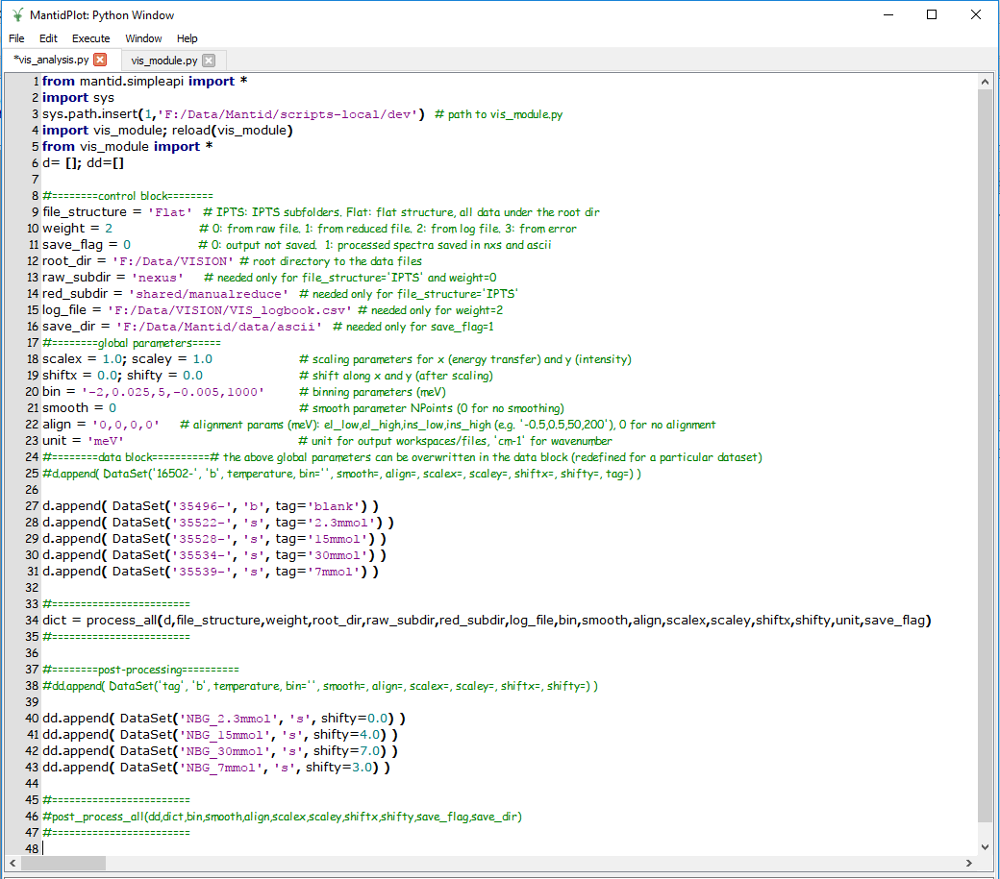 MantidPlot: Python Window
File Edit Execute Window Help
*vis_analysis.py vis_module.py
1 from mantid.simpleapi import *
2 import sys
3 sys.path.insert(1,'F:/Data/Mantid/scripts-local/dev') # path to vis_module.py
4 import vis_module; reload(vis_module)
5 from vis_module import *
6 d= []; dd=[]
7
8 #========control block========
9 file_structure = 'Flat' # IPTS: IPTS subfolders. Flat: flat structure, all data under the root dir
10 weight = 2 # 0: from raw file. 1: from reduced file. 2: from log file. 3: from error
11 save_flag = 0 # 0: output not saved. 1: processed spectra saved in nxs and ascii
12 root_dir = 'F:/Data/VISION' # root directory to the data files
13 raw_subdir = 'nexus' # needed only for file_structure='IPTS' and weight=0
14 red_subdir = 'shared/manualreduce' # needed only for file_structure='IPTS'
15 log_file = 'F:/Data/VISION/VIS_logbook.csv' # needed only for weight=2
16 save_dir = 'F:/Data/Mantid/data/ascii' # needed only for save_flag=1
17 #========global parameters=====
18 scalex = 1.0; scaley = 1.0 # scaling parameters for x (energy transfer) and y (intensity)
19 shiftx = 0.0; shifty = 0.0 # shift along x and y (after scaling)
20 bin = '-2,0.025,5,-0.005,1000' # binning parameters (meV)
21 smooth = 0 # smooth parameter NPoints (0 for no smoothing)
22 align = '0,0,0,0' # alignment params (meV): el_low,el_high,ins_low,ins_high (e.g. '-0.5,0.5,50,200'), 0 for no alignment
23 unit = 'meV' # unit for output workspaces/files, 'cm-1' for wavenumber
24 #========data block==========# the above global parameters can be overwritten in the data block (redefined for a particular dataset)
25 #d.append( DataSet('16502-', 'b', temperature, bin='', smooth=, align=, scalex=, scaley=, shiftx=, shifty=, tag=) )
26
27 d.append( DataSet('35496-', 'b', tag='blank') )
28 d.append( DataSet('35522-', 's', tag='2.3mmol') )
29 d.append( DataSet('35528-', 's', tag='15mmol') )
30 d.append( DataSet('35534-', 's', tag='30mmol') )
31 d.append( DataSet('35539-', 's', tag='7mmol') )
32
33 #========================
34 dict = process_all(d,file_structure,weight,root_dir,raw_subdir,red_subdir,log_file,bin,smooth,align,scalex,scaley,shiftx,shifty,unit,save_flag)
35 #========================
36
37 #========post-processing==========
38 #dd.append( DataSet('tag', 'b', temperature, bin='', smooth=, align=, scalex=, scaley=, shiftx=, shifty=) )
39
40 dd.append( DataSet('NBG_2.3mmol', 's', shifty=0.0) )
41 dd.append( DataSet('NBG_15mmol', 's', shifty=4.0) )
42 dd.append( DataSet('NBG_30mmol', 's', shifty=7.0) )
43 dd.append( DataSet('NBG_7mmol', 's', shifty=3.0) )
44
45 #========================
46 #post_process_all(dd,dict,bin,smooth,align,scalex,scaley,shiftx,shifty,save_flag,save_dir)
47 #========================
48